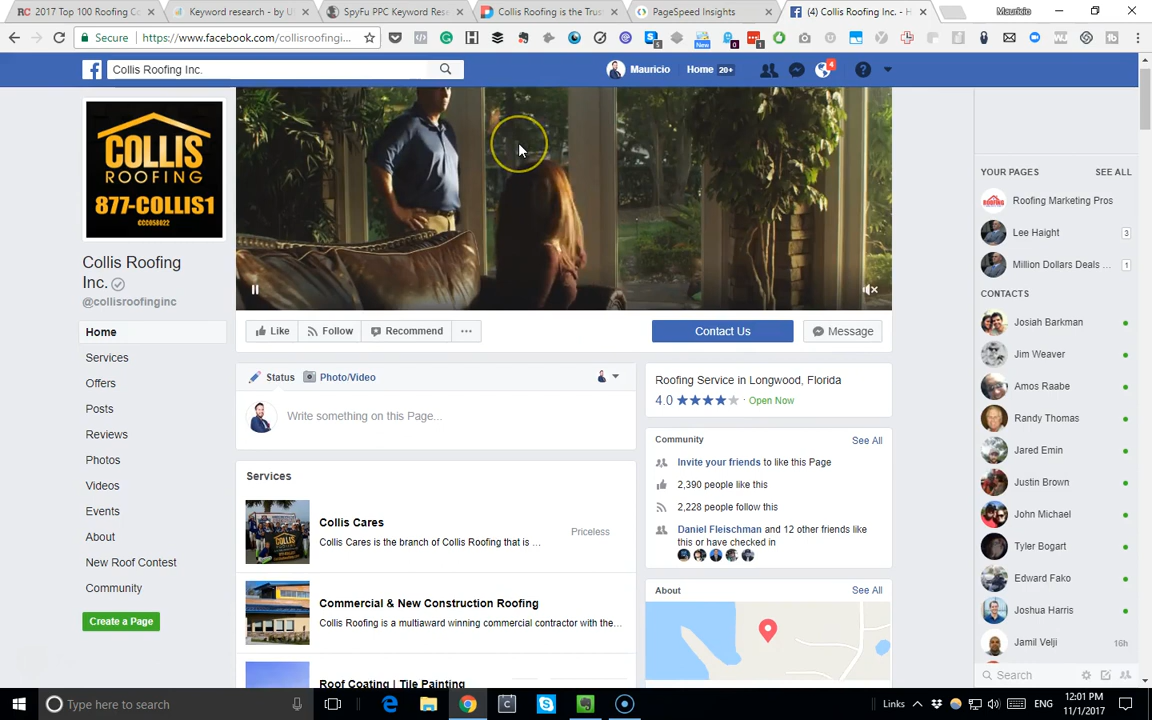 2017 Top 100 Roofing Co
Keyword research - by U
SpyFu PPC Keyword Rese
Collis Roofing is the Trus
PageSpeed Insights
(4) Collis Roofing Inc. - H
Mauricio
Secure
https://www.facebook.com/collisroofingi...
Collis Roofing Inc.
Mauricio
Home 20+
4
COLLIS
ROOFING
877-COLLIS1
CCC058022
Collis Roofing
Inc.
@collisroofinginc
Home
Services
Offers
Posts
Reviews
Photos
Videos
Events
About
New Roof Contest
Community
Create a Page
Like
Follow
Recommend
...
Contact Us
Message
Status
Photo/Video
Write something on this Page...
Services
Collis Cares
Collis Cares is the branch of Collis Roofing that is ...
Priceless
Commercial & New Construction Roofing
Collis Roofing is a multiaward winning commercial contractor with the...
Roof Coating | Tile Painting
Roofing Service in Longwood, Florida
4.0 ★★★★★ · Open Now
Community
See All
Invite your friends to like this Page
2,390 people like this
2,228 people follow this
Daniel Fleischman and 12 other friends like
this or have checked in
About
See All
YOUR PAGES
SEE ALL
Roofing Marketing Pros
Lee Haight
3
Million Dollars Deals ...
1
CONTACTS
Josiah Barkman
Jim Weaver
Amos Raabe
Randy Thomas
Jared Emin
Justin Brown
John Michael
Tyler Bogart
Edward Fako
Joshua Harris
Jamil Velji
16h
Search
Type here to search
Links
ENG
12:01 PM
11/1/2017